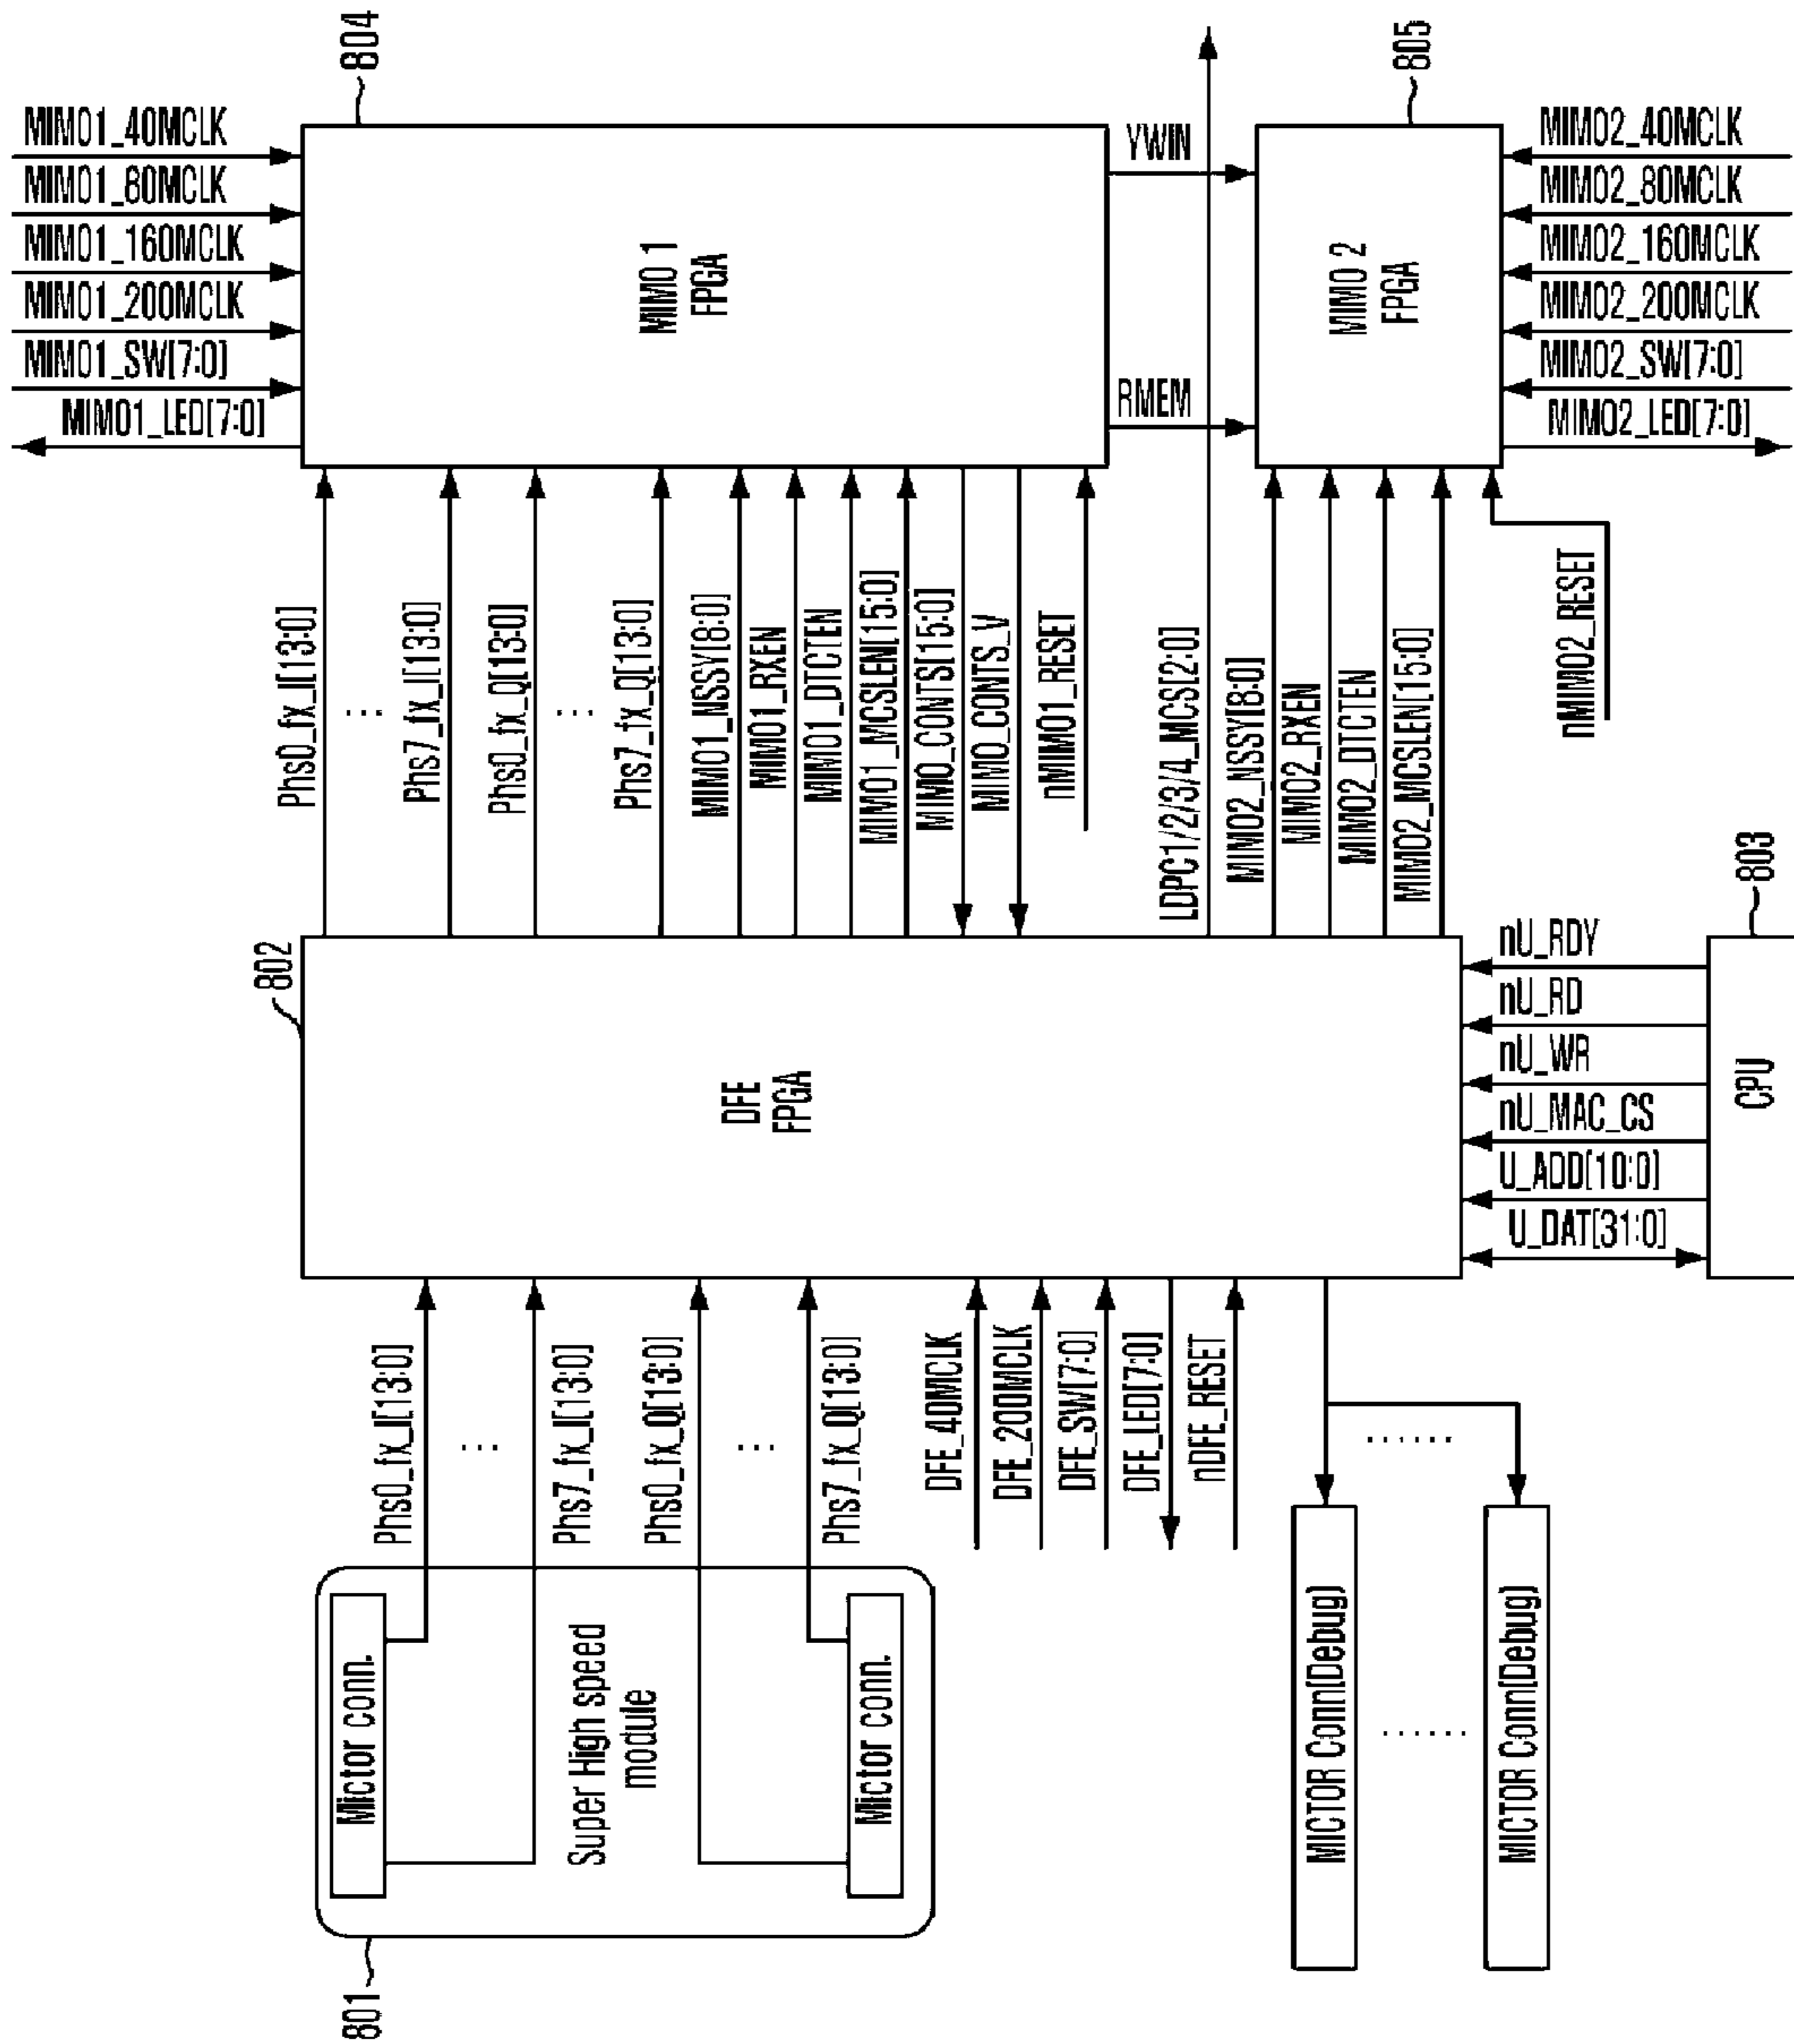 801
Mictor conn.
Super High speed
module
Mictor conn.
Phs0_fx_I[13:0]
...
Phs7_fx_I[13:0]
Phs0_fx_Q[13:0]
...
Phs7_fx_Q[13:0]
DFE_40MCLK
DFE_200MCLK
DFE_SW[7:0]
DFE_LED[7:0]
nDFE_RESET
......
MICTOR Conn(Debug)
......
MICTOR Conn(Debug)
802
DFE
FPGA
803
CPU
U_DAT[31:0]
U_ADD[10:0]
nU_MAC_CS
nU_WR
nU_RD
nU_RDY
Phs0_fx_I[13:0]
...
Phs7_fx_I[13:0]
Phs0_fx_Q[13:0]
...
Phs7_fx_Q[13:0]
MIMO1_NSSY[8:0]
MIMO1_RXEN
MIMO1_DTCTEN
MIMO1_MCSLEN[15:0]
MIMO_CONTS[15:0]
MIMO_CONTS_V
nMIMO1_RESET
LDPC1/2/3/4_MCS[2:0]
MIMO2_NSSY[8:0]
MIMO2_RXEN
MIMO2_DTCTEN
MIMO2_MCSLEN[15:0]
nMIMO2_RESET
804
MIMO 1
FPGA
MIMO1_LED[7:0]
MIMO1_SW[7:0]
MIMO1_200MCLK
MIMO1_160MCLK
MIMO1_80MCLK
MIMO1_40MCLK
RMEM
YWIN
805
MIMO 2
FPGA
MIMO2_LED[7:0]
MIMO2_SW[7:0]
MIMO2_200MCLK
MIMO2_160MCLK
MIMO2_80MCLK
MIMO2_40MCLK